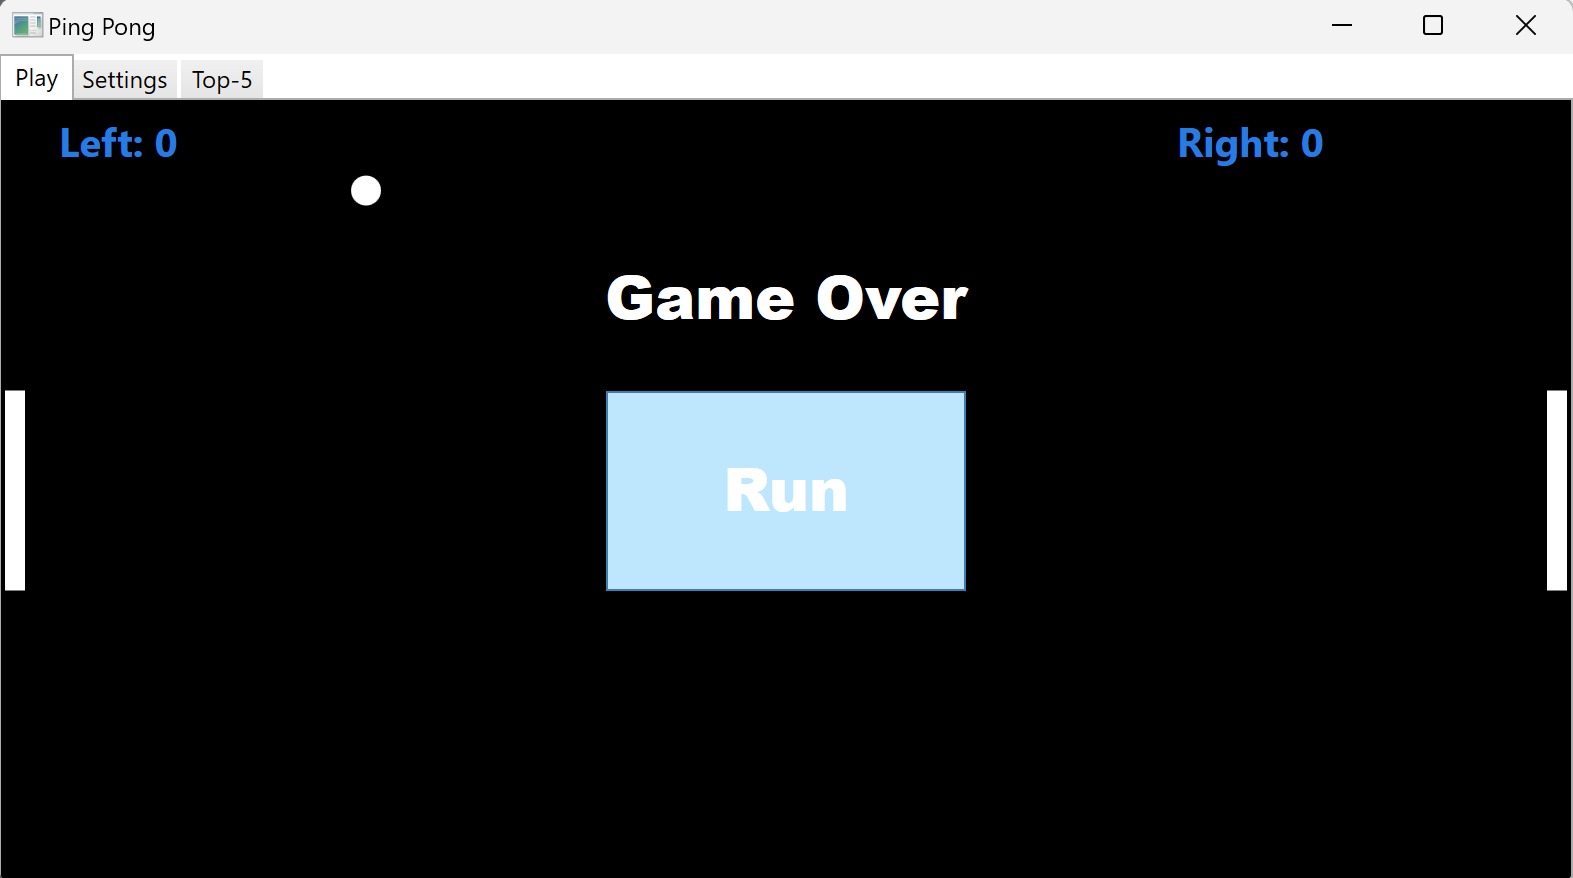 Ping Pong
Play Settings Top-5
Left: 0 Right: 0
Game Over
Run